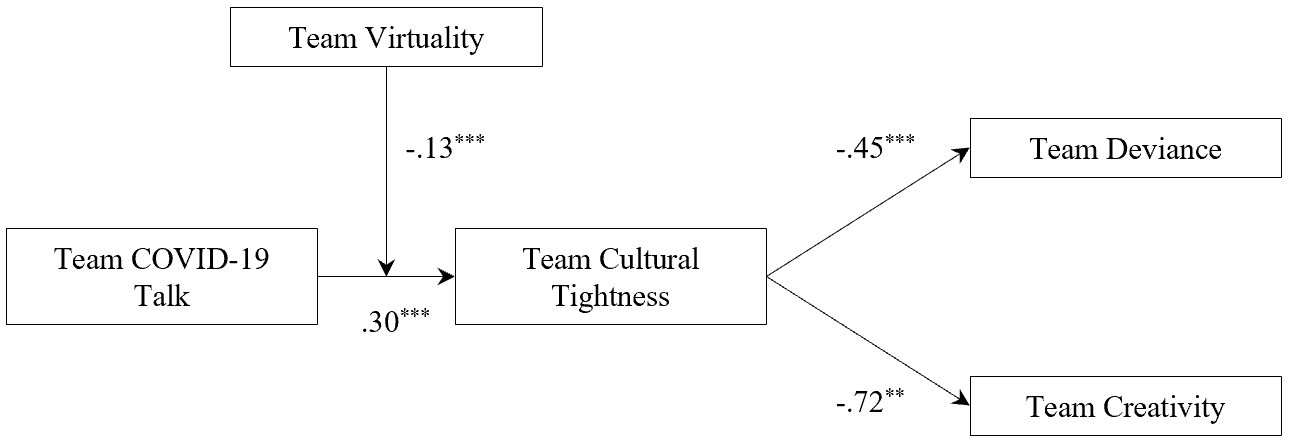 Team Virtuality
-.13***
-.45***
Team Deviance
Team COVID-19
Talk
.30***
Team Cultural
Tightness
-.72**
Team Creativity